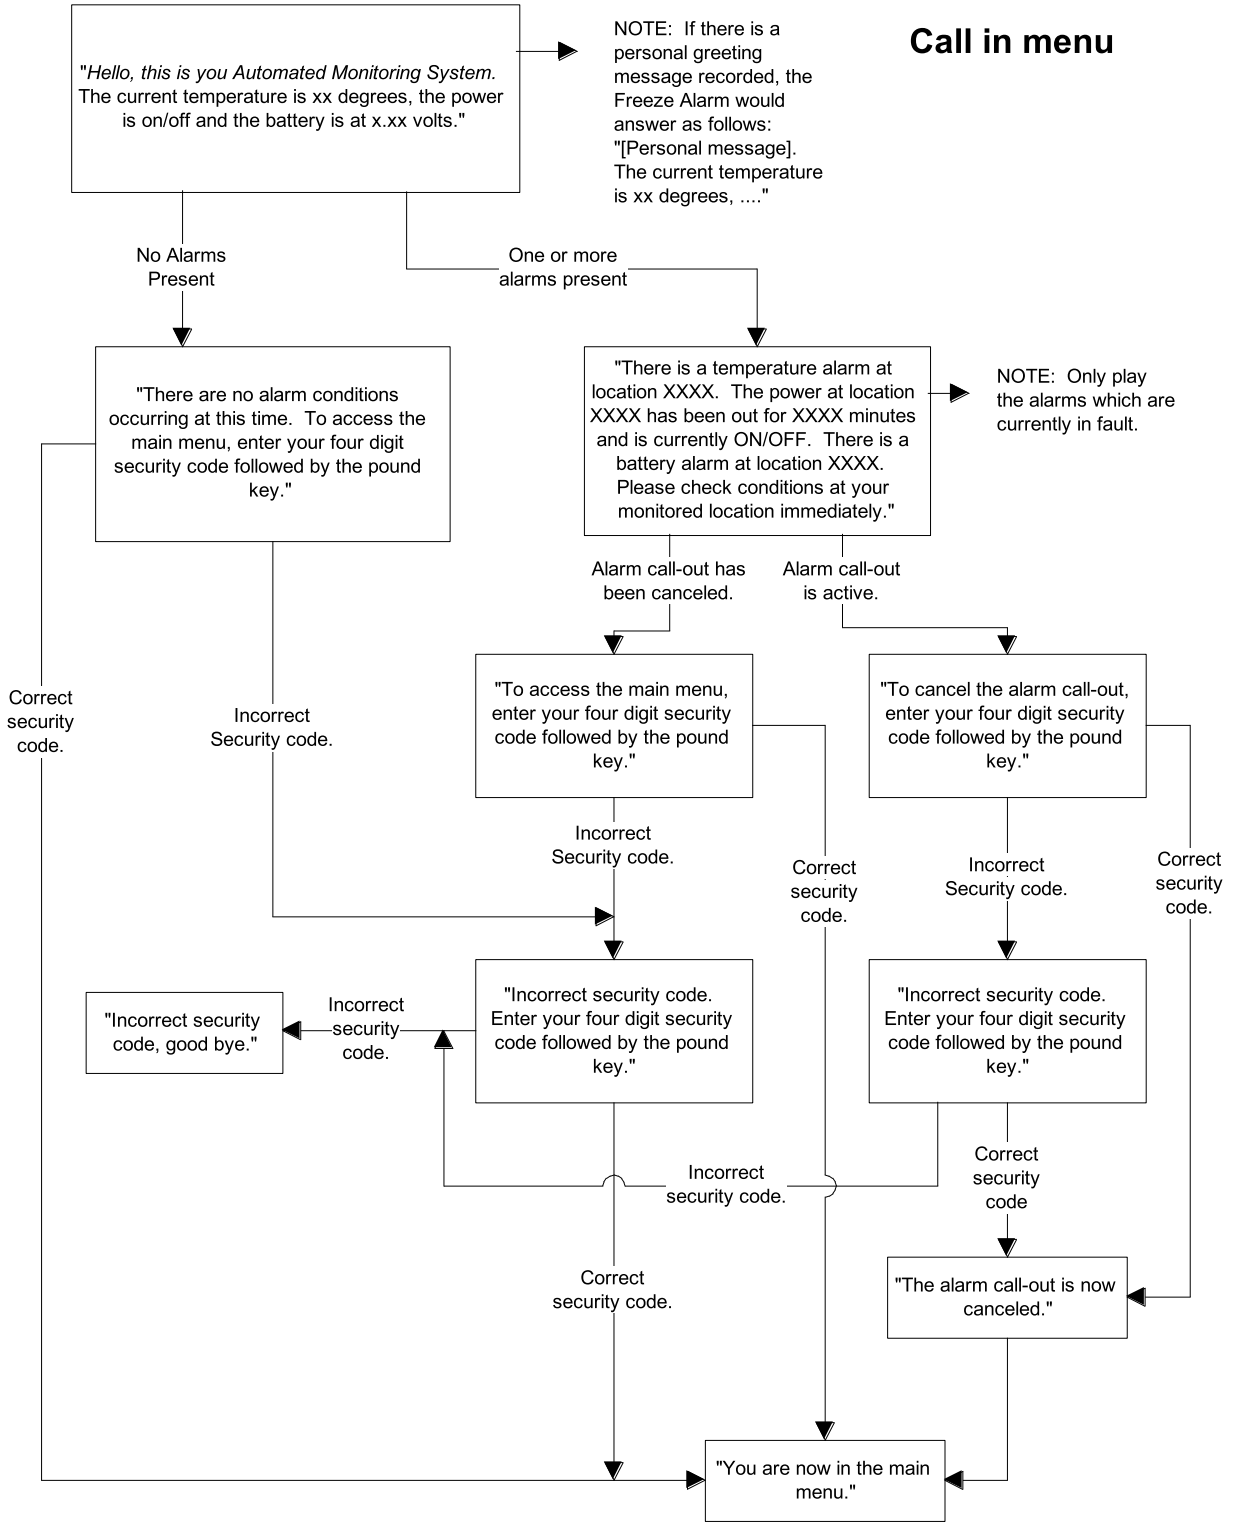 Call in menu
"Hello, this is you Automated Monitoring System.
The current temperature is xx degrees, the power
is on/off and the battery is at x.xx volts."
NOTE:  If there is a
personal greeting
message recorded, the
Freeze Alarm would
answer as follows:
"[Personal message].
The current temperature
is xx degrees, ...."
No Alarms
Present
One or more
alarms present
"There are no alarm conditions
occurring at this time.  To access the
main menu, enter your four digit
security code followed by the pound
key."
"There is a temperature alarm at
location XXXX.  The power at location
XXXX has been out for XXXX minutes
and is currently ON/OFF.  There is a
battery alarm at location XXXX.
Please check conditions at your
monitored location immediately."
NOTE:  Only play
the alarms which are
currently in fault.
Alarm call-out has
been canceled.
Alarm call-out
is active.
Correct
security
code.
Incorrect
Security code.
"To access the main menu,
enter your four digit security
code followed by the pound
key."
"To cancel the alarm call-out,
enter your four digit security
code followed by the pound
key."
Incorrect
Security code.
Correct
security
code.
Incorrect
Security code.
Correct
security
code.
"Incorrect security
code, good bye."
Incorrect
security
code.
"Incorrect security code.
Enter your four digit security
code followed by the pound
key."
"Incorrect security code.
Enter your four digit security
code followed by the pound
key."
Incorrect
security code.
Correct
security
code
Correct
security code.
"The alarm call-out is now
canceled."
"You are now in the main
menu."